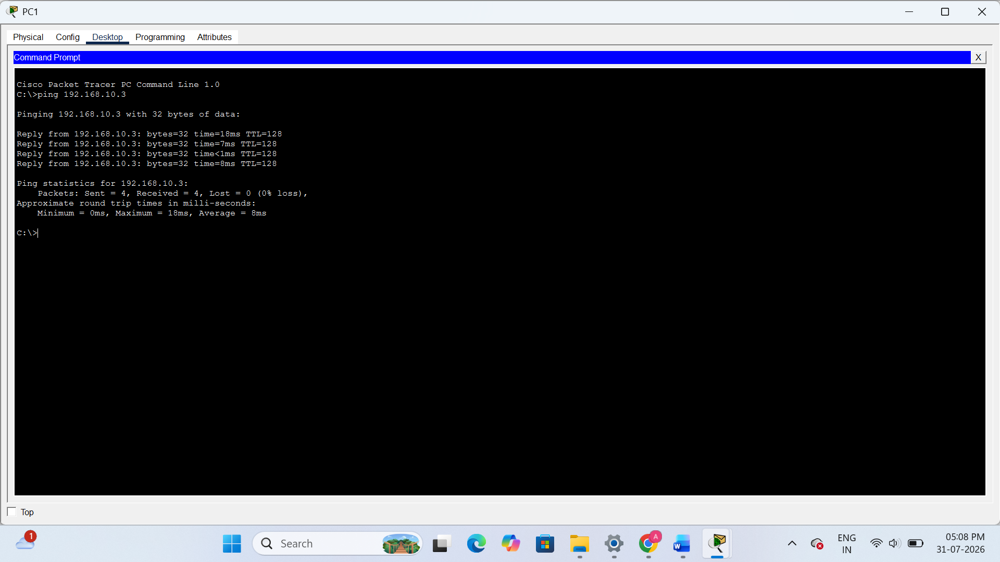 PC1
Physical Config Desktop Programming Attributes
Command Prompt X
Cisco Packet Tracer PC Command Line 1.0
C:\>ping 192.168.10.3
Pinging 192.168.10.3 with 32 bytes of data:
Reply from 192.168.10.3: bytes=32 time=18ms TTL=128
Reply from 192.168.10.3: bytes=32 time=7ms TTL=128
Reply from 192.168.10.3: bytes=32 time<1ms TTL=128
Reply from 192.168.10.3: bytes=32 time=8ms TTL=128
Ping statistics for 192.168.10.3:
Packets: Sent = 4, Received = 4, Lost = 0 (0% loss),
Approximate round trip times in milli-seconds:
Minimum = 0ms, Maximum = 18ms, Average = 8ms
C:\>
Top
1
Search
A
W
ENG
IN
05:08 PM
31-07-2026